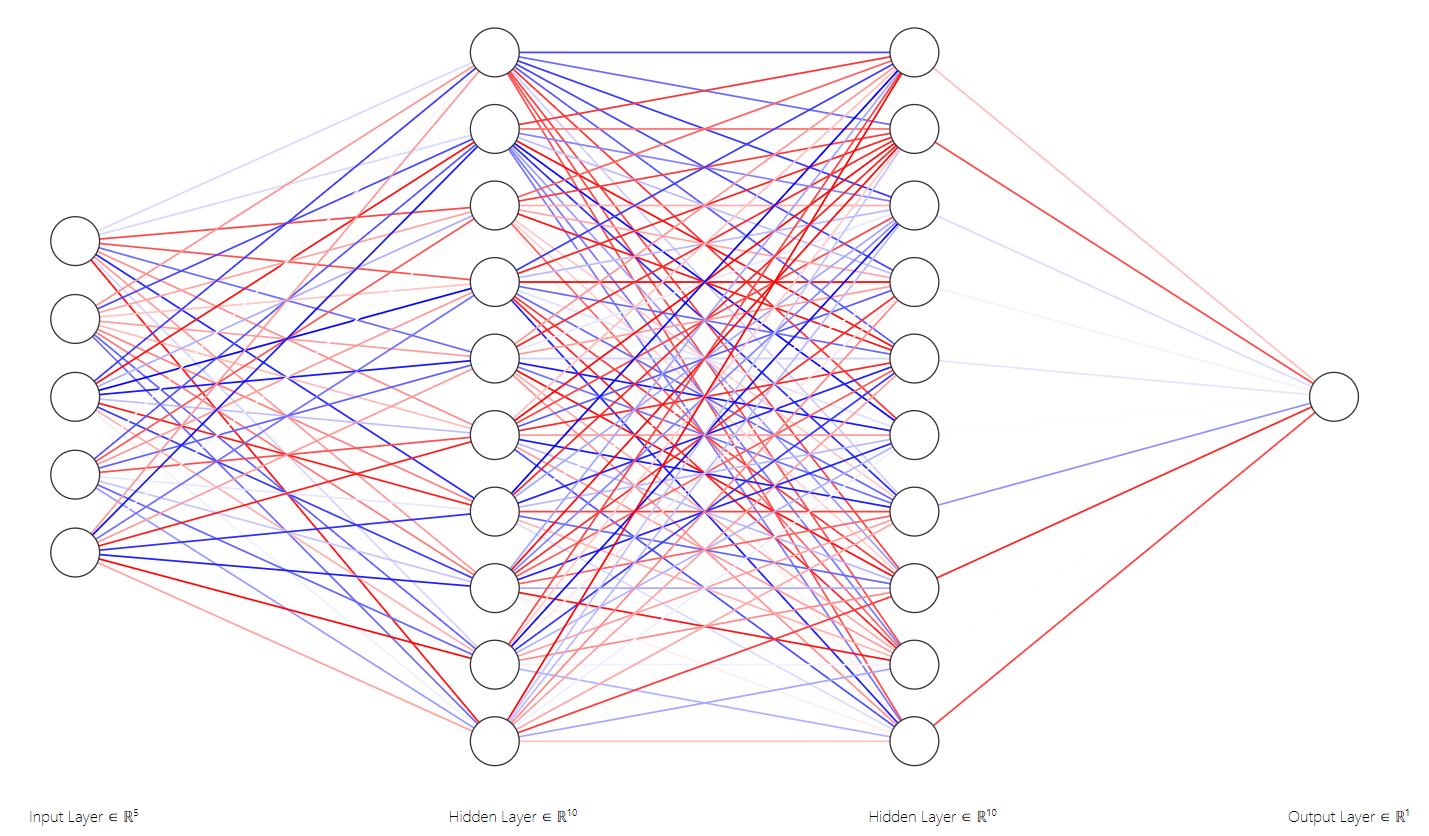 Input Layer ∈ ℝ⁵
Hidden Layer ∈ ℝ¹⁰
Hidden Layer ∈ ℝ¹⁰
Output Layer ∈ ℝ¹